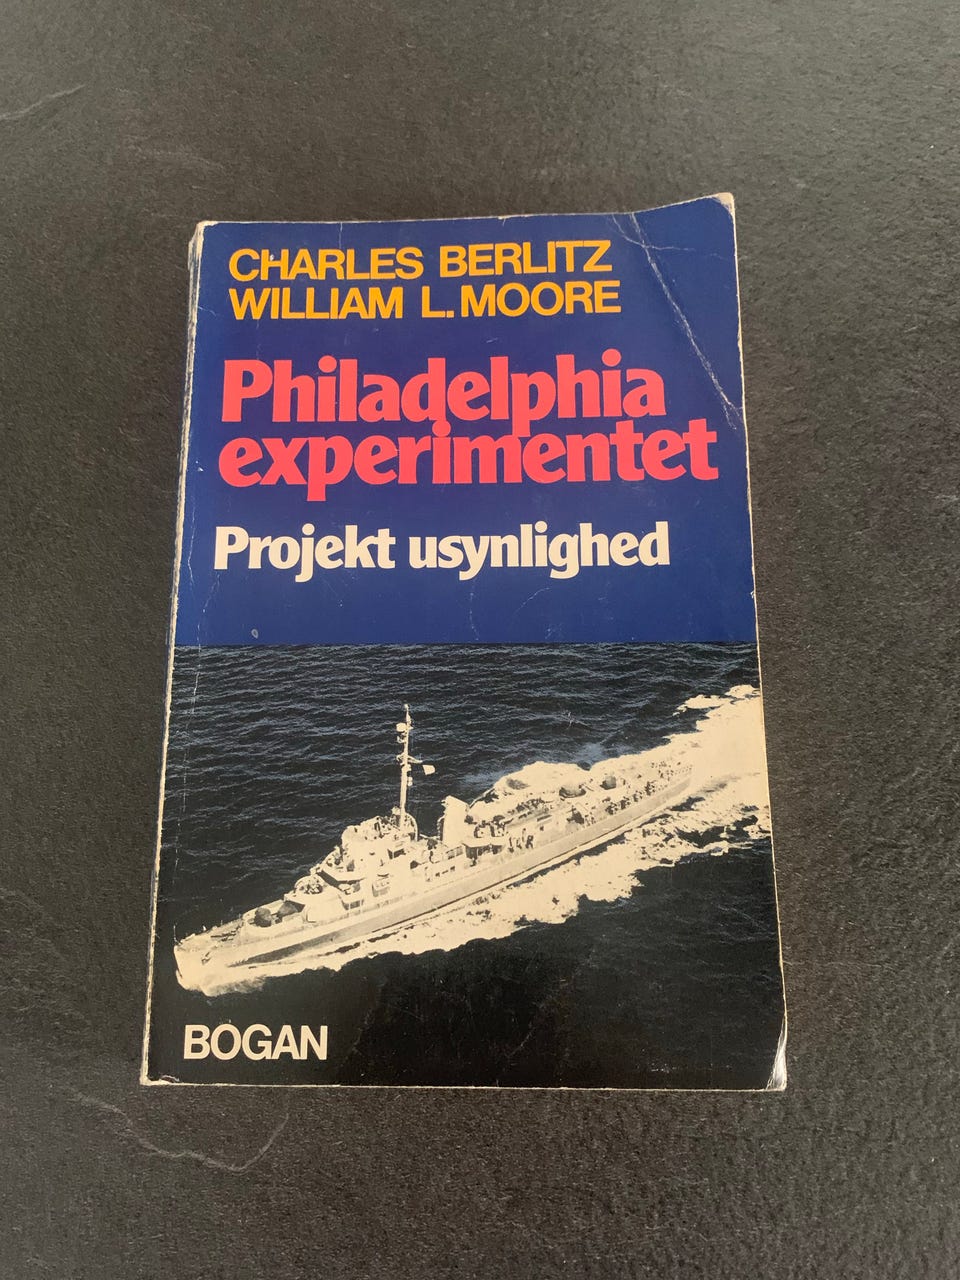 CHARLES BERLITZ
WILLIAM L. MOORE
Philadelphia
experimentet
Projekt usynlighed
BOGAN